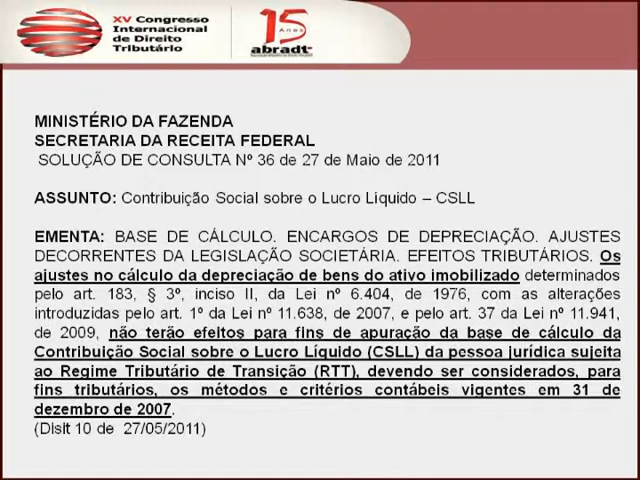 XV Congresso
Internacional
de Direito
Tributário
15
Anos
abradt
MINISTÉRIO DA FAZENDA
SECRETARIA DA RECEITA FEDERAL
SOLUÇÃO DE CONSULTA Nº 36 de 27 de Maio de 2011
ASSUNTO: Contribuição Social sobre o Lucro Líquido – CSLL
EMENTA: BASE DE CÁLCULO. ENCARGOS DE DEPRECIAÇÃO. AJUSTES
DECORRENTES DA LEGISLAÇÃO SOCIETÁRIA. EFEITOS TRIBUTÁRIOS. Os
ajustes no cálculo da depreciação de bens do ativo imobilizado determinados
pelo art. 183, § 3º, inciso II, da Lei nº 6.404, de 1976, com as alterações
introduzidas pelo art. 1º da Lei nº 11.638, de 2007, e pelo art. 37 da Lei nº 11.941,
de 2009, não terão efeitos para fins de apuração da base de cálculo da
Contribuição Social sobre o Lucro Líquido (CSLL) da pessoa jurídica sujeita
ao Regime Tributário de Transição (RTT), devendo ser considerados, para
fins tributários, os métodos e critérios contábeis vigentes em 31 de
dezembro de 2007.
(Disit 10 de 27/05/2011)